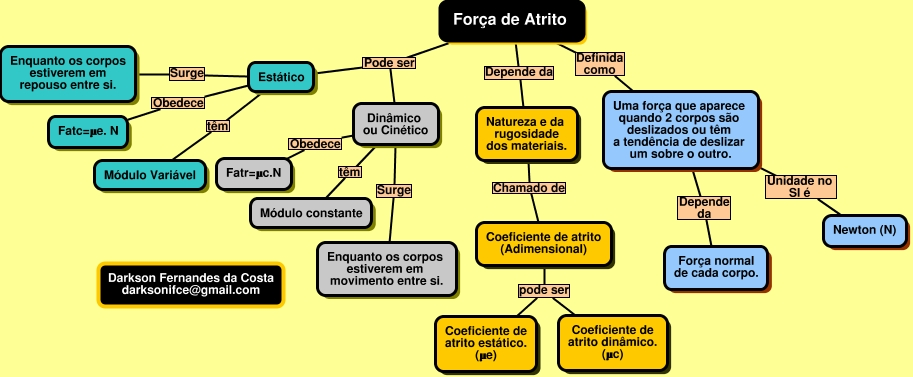 Força de Atrito
Pode ser
Depende da
Definida
como
Enquanto os corpos
estiverem em
repouso entre si.
Surge
Estático
Obedece
Fatc=μe. N
têm
Módulo Variável
Dinâmico
ou Cinético
Obedece
Fatr=μc.N
têm
Módulo constante
Surge
Enquanto os corpos
estiverem em
movimento entre si.
Natureza e da
rugosidade
dos materiais.
Chamado de
Coeficiente de atrito
(Adimensional)
pode ser
Coeficiente de
atrito estático.
(μe)
Coeficiente de
atrito dinâmico.
(μc)
Uma força que aparece
quando 2 corpos são
deslizados ou têm
a tendência de deslizar
um sobre o outro.
Depende
da
Força normal
de cada corpo.
Unidade no
SI é
Newton (N)
Darkson Fernandes da Costa
darksonifce@gmail.com